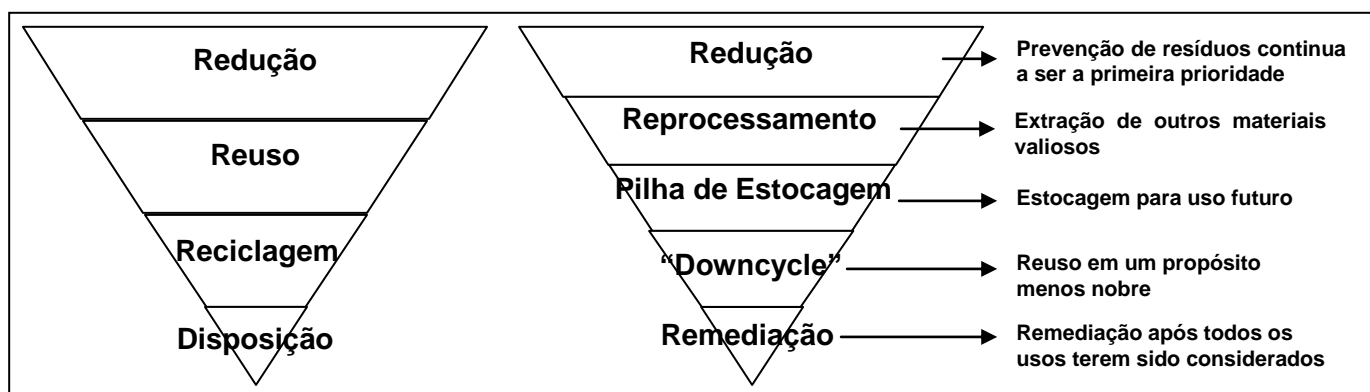 Redução
Reuso
Reciclagem
Disposição
Redução
Reprocessamento
Pilha de Estocagem
“Downcycle”
Remediação
Prevenção de resíduos continua
a ser a primeira prioridade
Extração de outros materiais
valiosos
Estocagem para uso futuro
Reuso em um propósito
menos nobre
Remediação após todos os
usos terem sido considerados